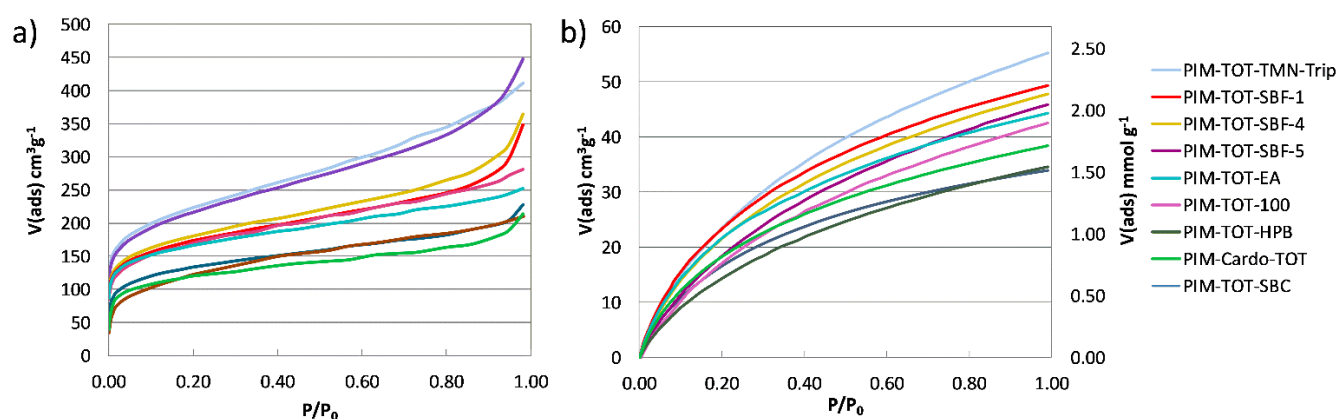 a)
V(ads) cm³g⁻¹
500
450
400
350
300
250
200
150
100
50
0
0.00 0.20 0.40 0.60 0.80 1.00
P/P₀
b)
V(ads) cm³g⁻¹
60
50
40
30
20
10
0
0.00 0.20 0.40 0.60 0.80 1.00
P/P₀
2.50
2.00
1.50
1.00
0.50
0.00
V(ads) mmol g⁻¹
PIM-TOT-TMN-Trip
PIM-TOT-SBF-1
PIM-TOT-SBF-4
PIM-TOT-SBF-5
PIM-TOT-EA
PIM-TOT-100
PIM-TOT-HPB
PIM-Cardo-TOT
PIM-TOT-SBC